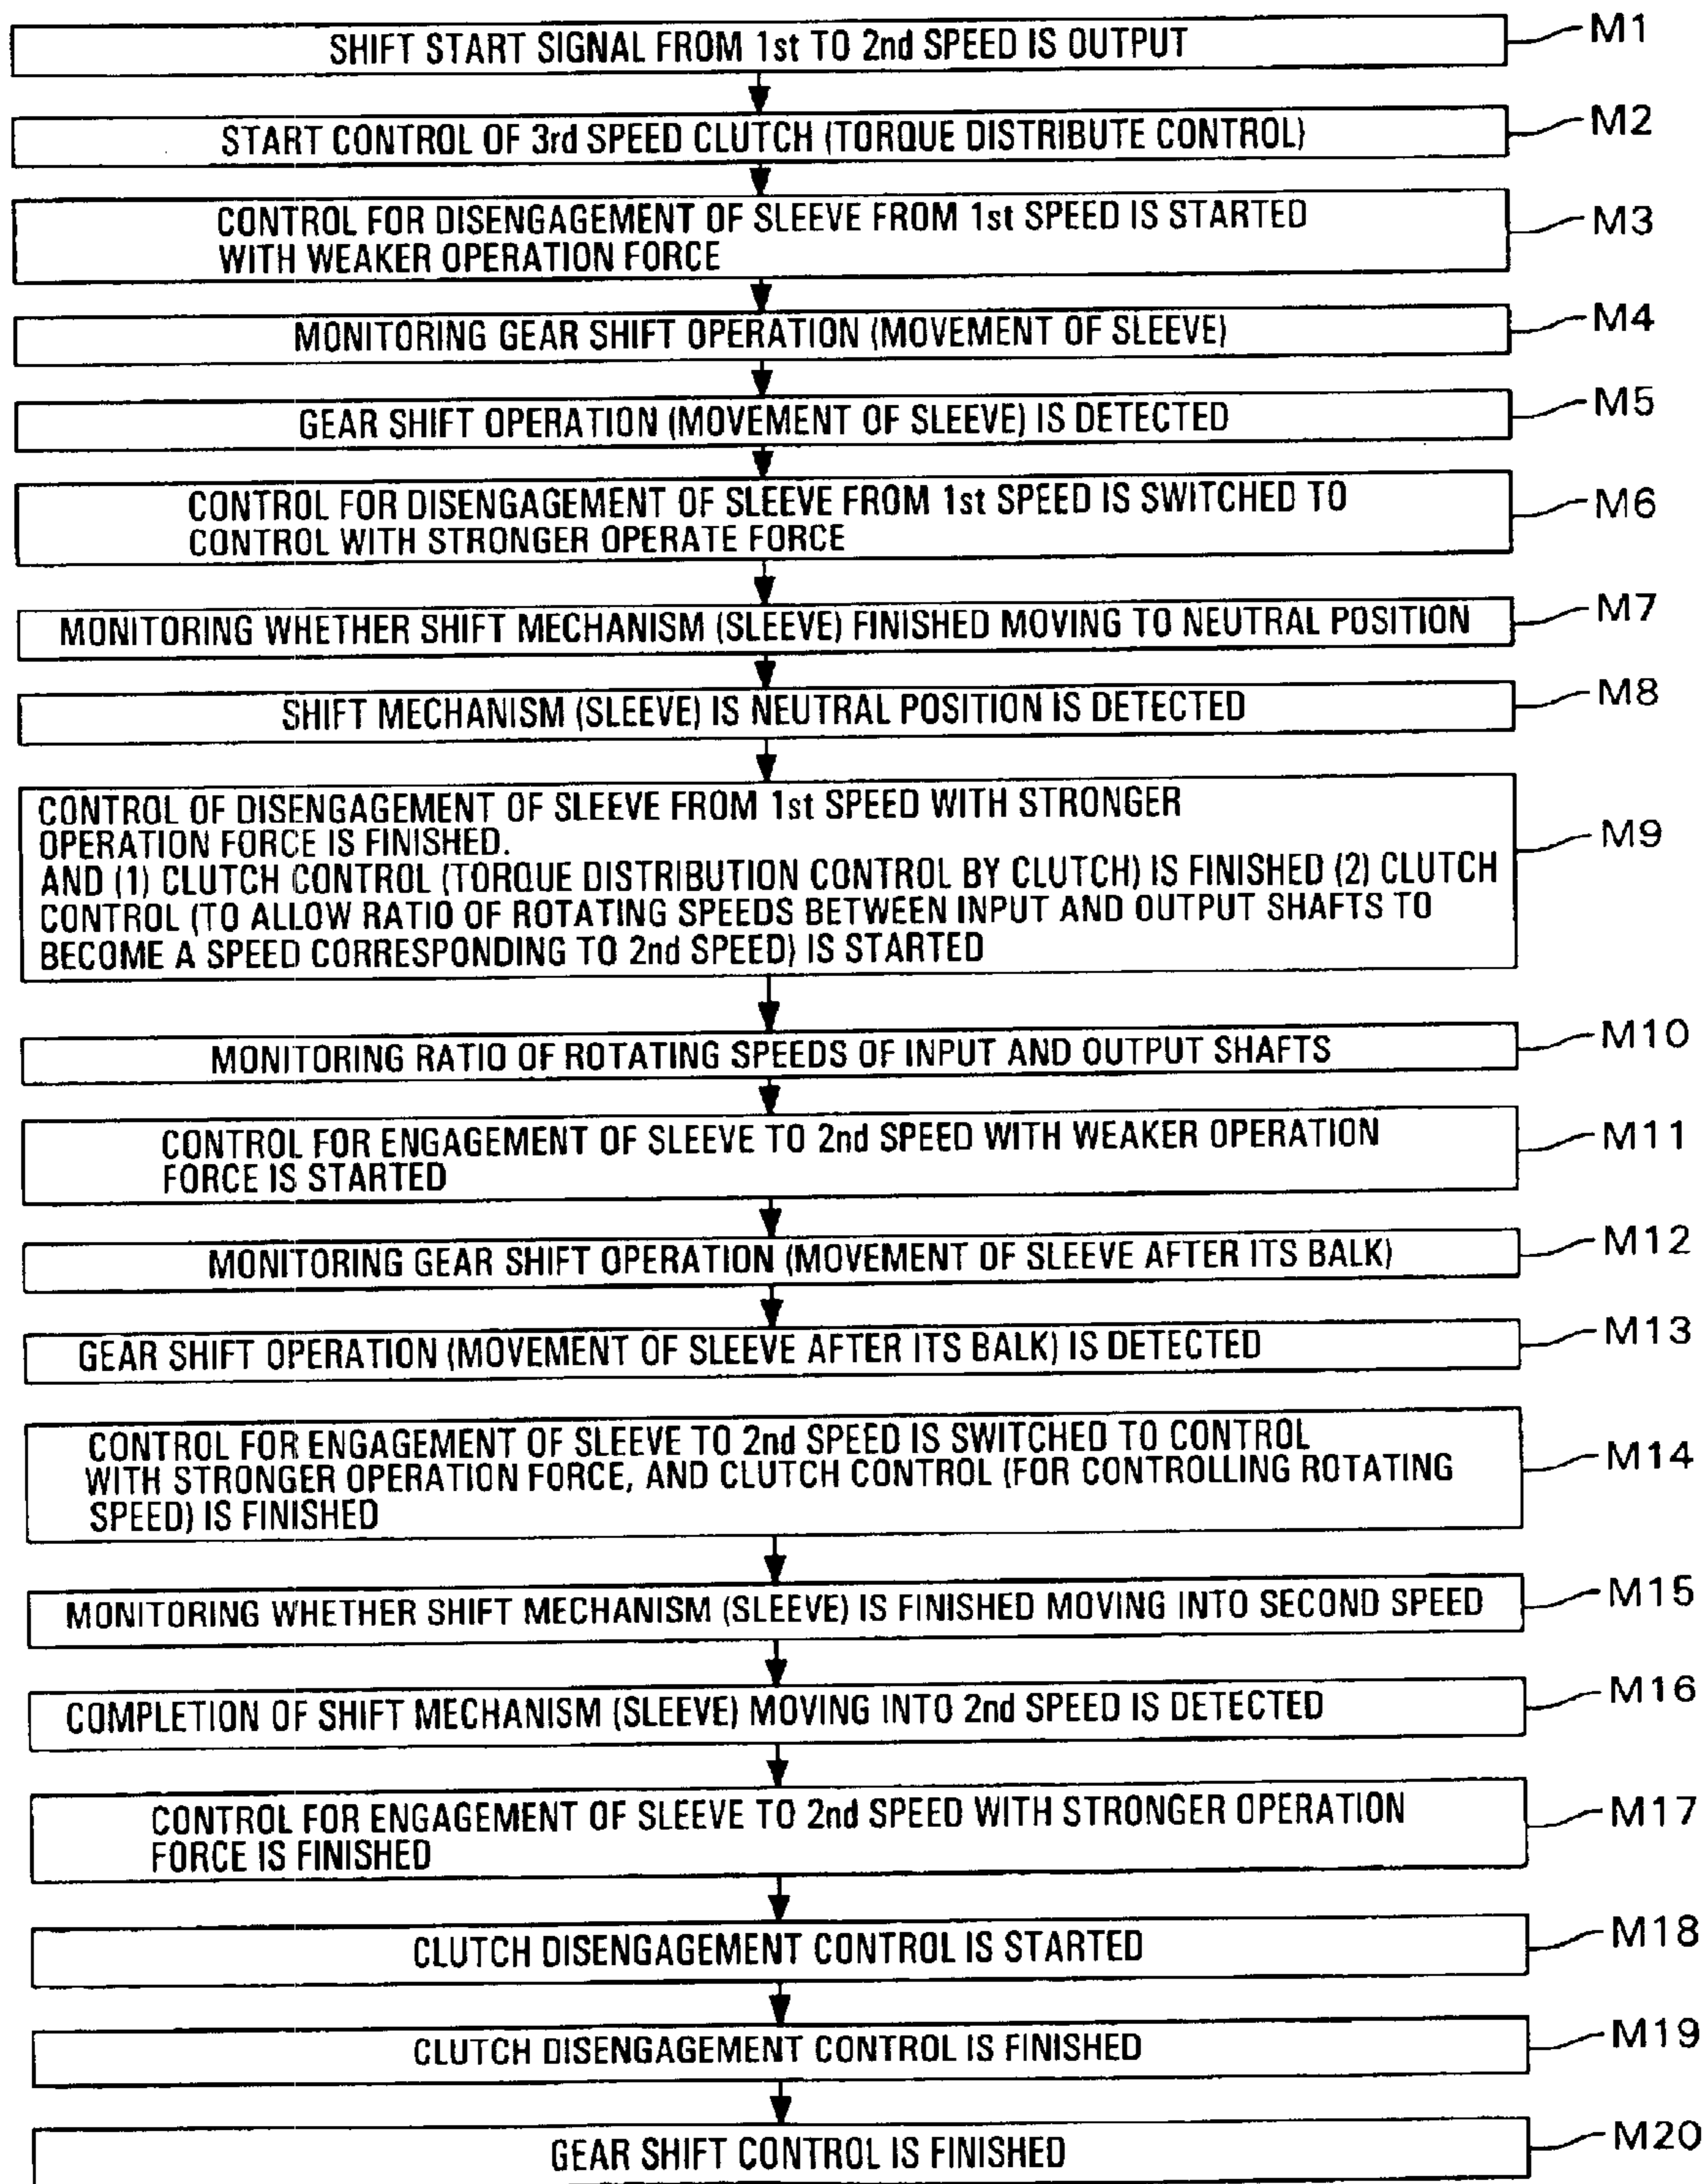 SHIFT START SIGNAL FROM 1st TO 2nd SPEED IS OUTPUT
M1
START CONTROL OF 3rd SPEED CLUTCH (TORQUE DISTRIBUTE CONTROL)
M2
CONTROL FOR DISENGAGEMENT OF SLEEVE FROM 1st SPEED IS STARTED
WITH WEAKER OPERATION FORCE
M3
MONITORING GEAR SHIFT OPERATION (MOVEMENT OF SLEEVE)
M4
GEAR SHIFT OPERATION (MOVEMENT OF SLEEVE) IS DETECTED
M5
CONTROL FOR DISENGAGEMENT OF SLEEVE FROM 1st SPEED IS SWITCHED TO
CONTROL WITH STRONGER OPERATE FORCE
M6
MONITORING WHETHER SHIFT MECHANISM (SLEEVE) FINISHED MOVING TO NEUTRAL POSITION
M7
SHIFT MECHANISM (SLEEVE) IS NEUTRAL POSITION IS DETECTED
M8
CONTROL OF DISENGAGEMENT OF SLEEVE FROM 1st SPEED WITH STRONGER
OPERATION FORCE IS FINISHED.
AND (1) CLUTCH CONTROL (TORQUE DISTRIBUTION CONTROL BY CLUTCH) IS FINISHED (2) CLUTCH
CONTROL (TO ALLOW RATIO OF ROTATING SPEEDS BETWEEN INPUT AND OUTPUT SHAFTS TO
BECOME A SPEED CORRESPONDING TO 2nd SPEED) IS STARTED
M9
MONITORING RATIO OF ROTATING SPEEDS OF INPUT AND OUTPUT SHAFTS
M10
CONTROL FOR ENGAGEMENT OF SLEEVE TO 2nd SPEED WITH WEAKER OPERATION
FORCE IS STARTED
M11
MONITORING GEAR SHIFT OPERATION (MOVEMENT OF SLEEVE AFTER ITS BALK)
M12
GEAR SHIFT OPERATION (MOVEMENT OF SLEEVE AFTER ITS BALK) IS DETECTED
M13
CONTROL FOR ENGAGEMENT OF SLEEVE TO 2nd SPEED IS SWITCHED TO CONTROL
WITH STRONGER OPERATION FORCE, AND CLUTCH CONTROL (FOR CONTROLLING ROTATING
SPEED) IS FINISHED
M14
MONITORING WHETHER SHIFT MECHANISM (SLEEVE) IS FINISHED MOVING INTO SECOND SPEED
M15
COMPLETION OF SHIFT MECHANISM (SLEEVE) MOVING INTO 2nd SPEED IS DETECTED
M16
CONTROL FOR ENGAGEMENT OF SLEEVE TO 2nd SPEED WITH STRONGER OPERATION
FORCE IS FINISHED
M17
CLUTCH DISENGAGEMENT CONTROL IS STARTED
M18
CLUTCH DISENGAGEMENT CONTROL IS FINISHED
M19
GEAR SHIFT CONTROL IS FINISHED
M20